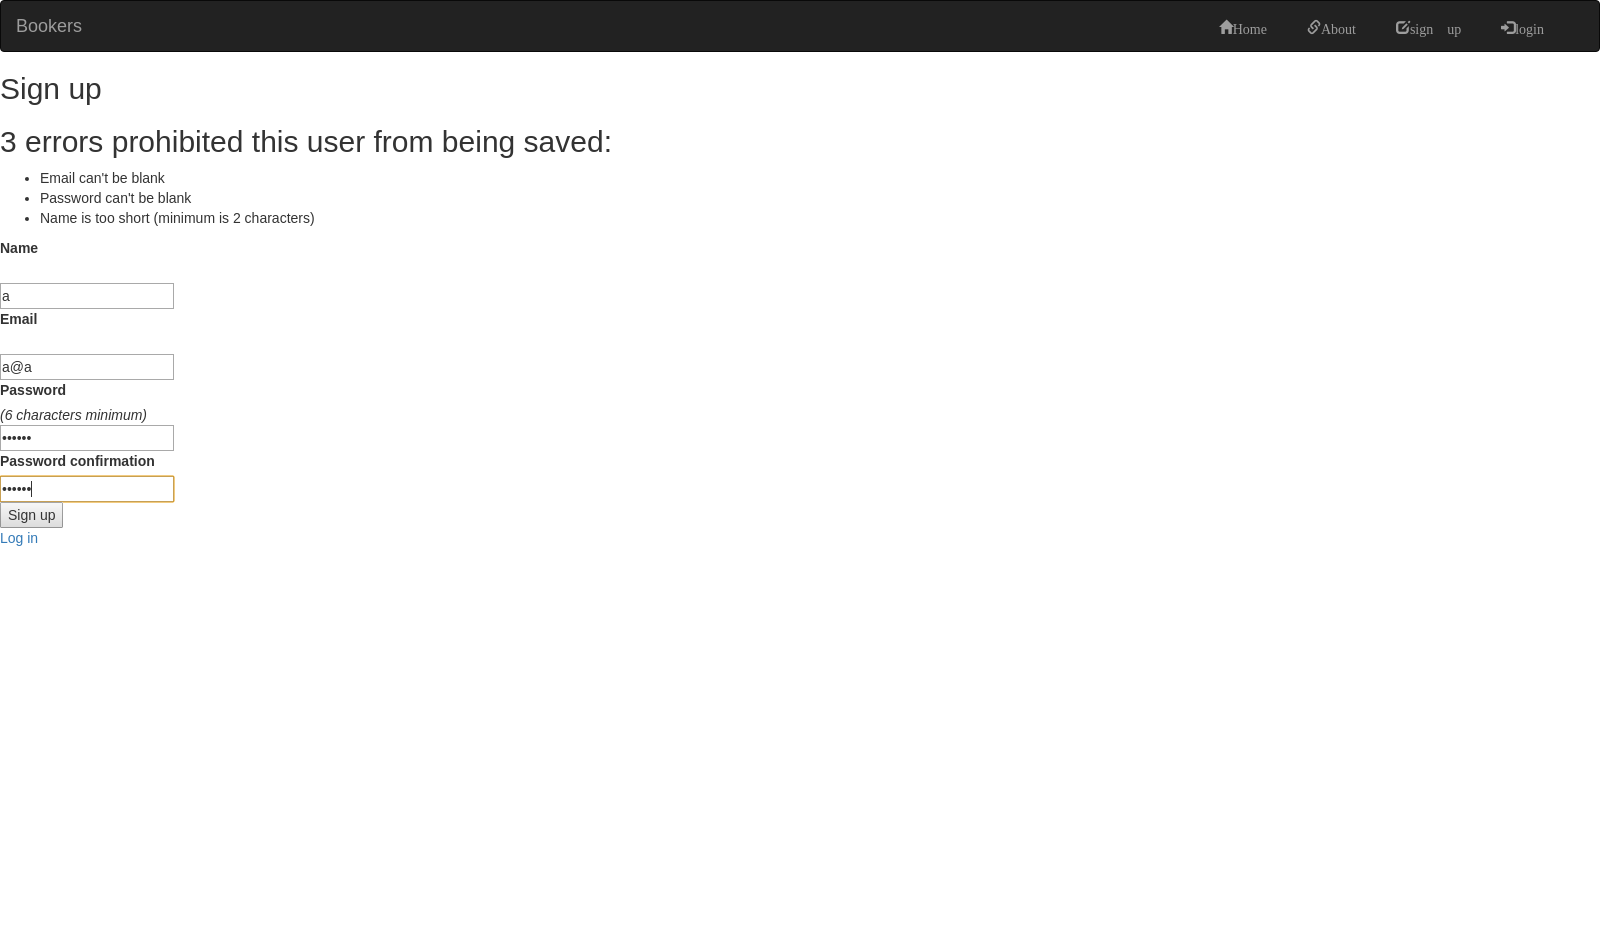 Bookers Home About sign up login
Sign up
3 errors prohibited this user from being saved:
Email can't be blank
Password can't be blank
Name is too short (minimum is 2 characters)
Name
a
Email
a@a
Password
(6 characters minimum)
••••••
Password confirmation
••••••
Sign up
Log in